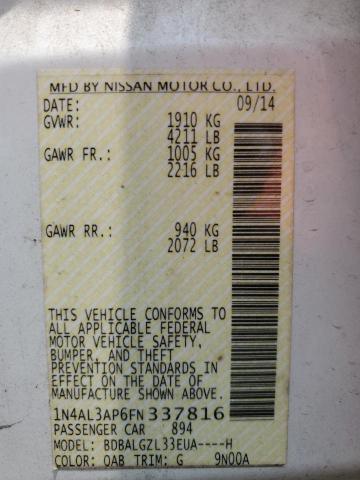 MFD BY NISSAN MOTOR CO., LTD.
DATE: 09/14
GVWR: 1910 KG
4211 LB
GAWR FR.: 1005 KG
2216 LB
GAWR RR.: 940 KG
2072 LB
THIS VEHICLE CONFORMS TO
ALL APPLICABLE FEDERAL
MOTOR VEHICLE SAFETY,
BUMPER, AND THEFT
PREVENTION STANDARDS IN
EFFECT ON THE DATE OF
MANUFACTURE SHOWN ABOVE.
1N4AL3AP6FN337816
PASSENGER CAR 894
MODEL: BDBALGZL33EUA----H
COLOR: QAB TRIM: G 9N00A